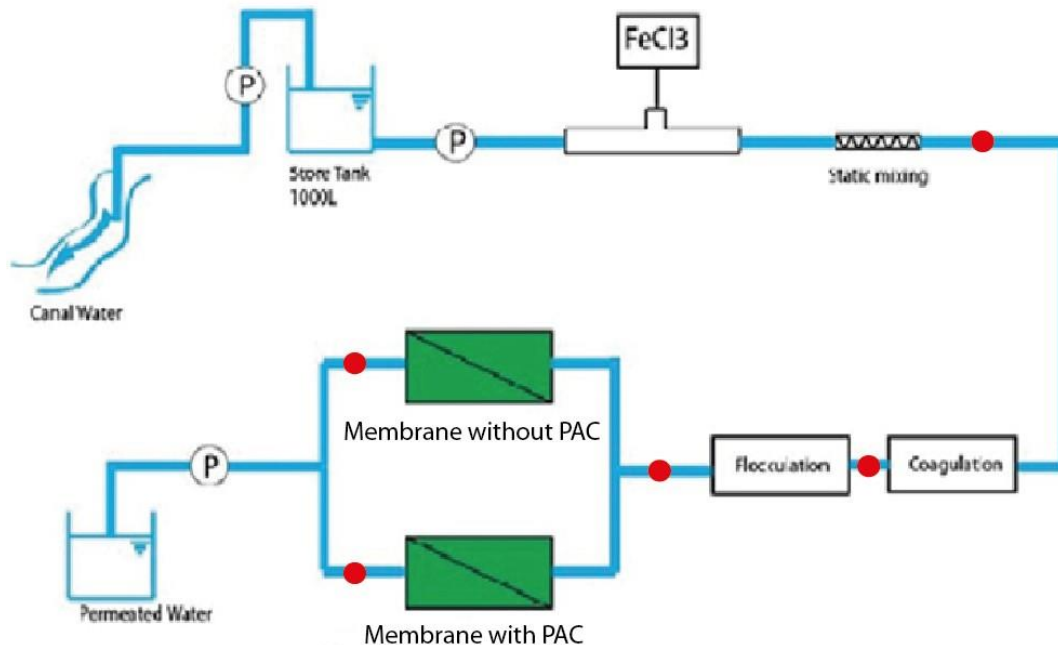 FeCl3
P
P
Store Tank
1000L
Static mixing
Canal Water
Membrane without PAC
P
Flocculation
Coagulation
Permeated Water
Membrane with PAC